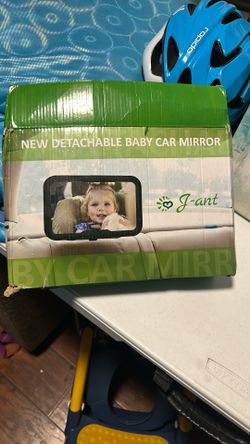 NEW DETACHABLE BABY CAR MIRROR
J-ant
BY CAR MIRR